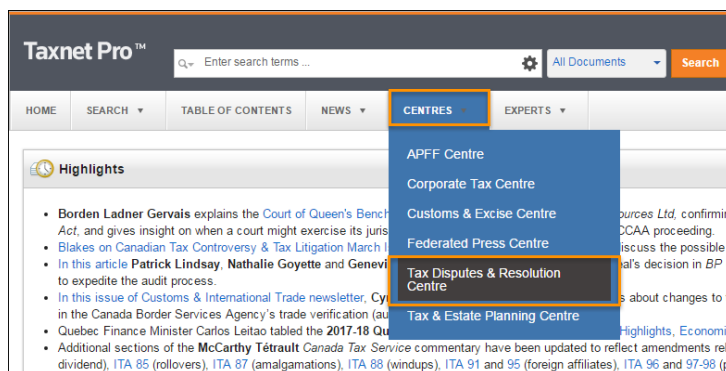 Taxnet Pro™
Enter search terms ...
All Documents
Search
HOME
SEARCH
TABLE OF CONTENTS
NEWS
CENTRES
EXPERTS
APFF Centre
Corporate Tax Centre
Customs & Excise Centre
Federated Press Centre
Tax Disputes & Resolution
Centre
Tax & Estate Planning Centre
Highlights
Borden Ladner Gervais explains the Court of Queen's Bench ources Ltd, confirmi
Act, and gives insight on when a court might exercise its juris CCAA proceeding.
Blakes on Canadian Tax Controversy & Tax Litigation March I iscuss the possible
In this article Patrick Lindsay, Nathalie Goyette and Genevi al's decision in BP
to expedite the audit process.
In this issue of Customs & International Trade newsletter, Cy s about changes to
in the Canada Border Services Agency's trade verification (au
Quebec Finance Minister Carlos Leitao tabled the 2017-18 Qu Highlights, Economi
Additional sections of the McCarthy Tétrault Canada Tax Service commentary have been updated to reflect amendments rel
dividend), ITA 85 (rollovers), ITA 87 (amalgamations), ITA 88 (windups), ITA 91 and 95 (foreign affiliates), ITA 96 and 97-98 (p